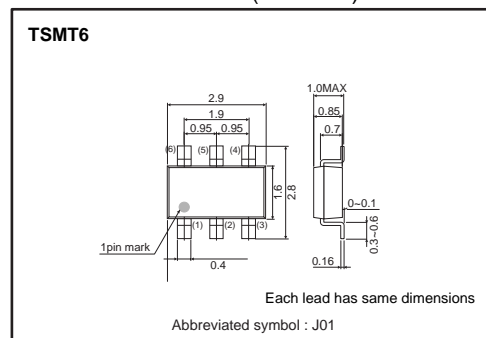 TSMT6
1.0MAX
2.9
0.85
1.9
0.7
0.95 0.95
(6) (5) (4)
1.6
2.8
0~0.1
0.3~0.6
(1) (2) (3)
1pin mark
0.4
0.16
Each lead has same dimensions
Abbreviated symbol : J01